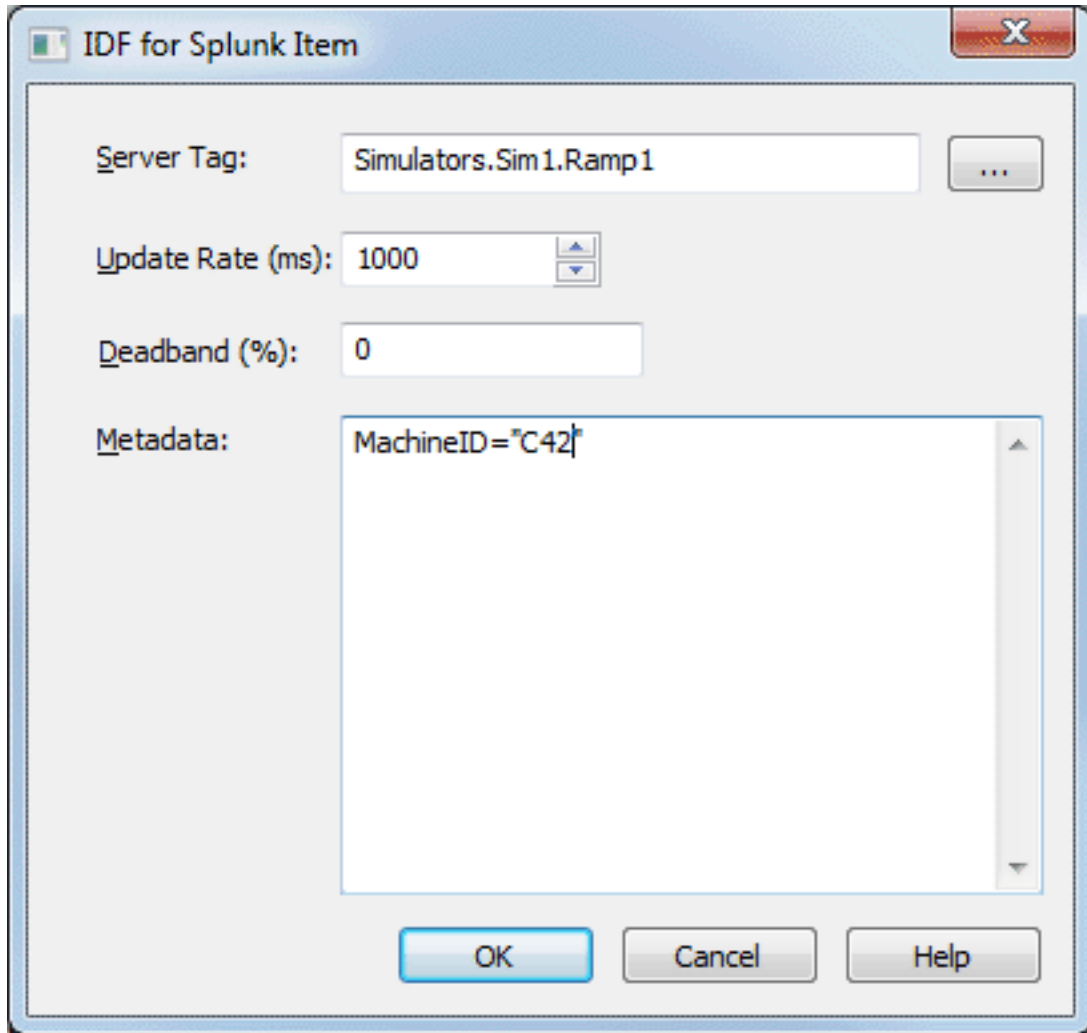 IDF for Splunk Item
Server Tag: Simulators.Sim1.Ramp1 ...
Update Rate (ms): 1000
Deadband (%): 0
Metadata: MachineID="C42"
OK Cancel Help